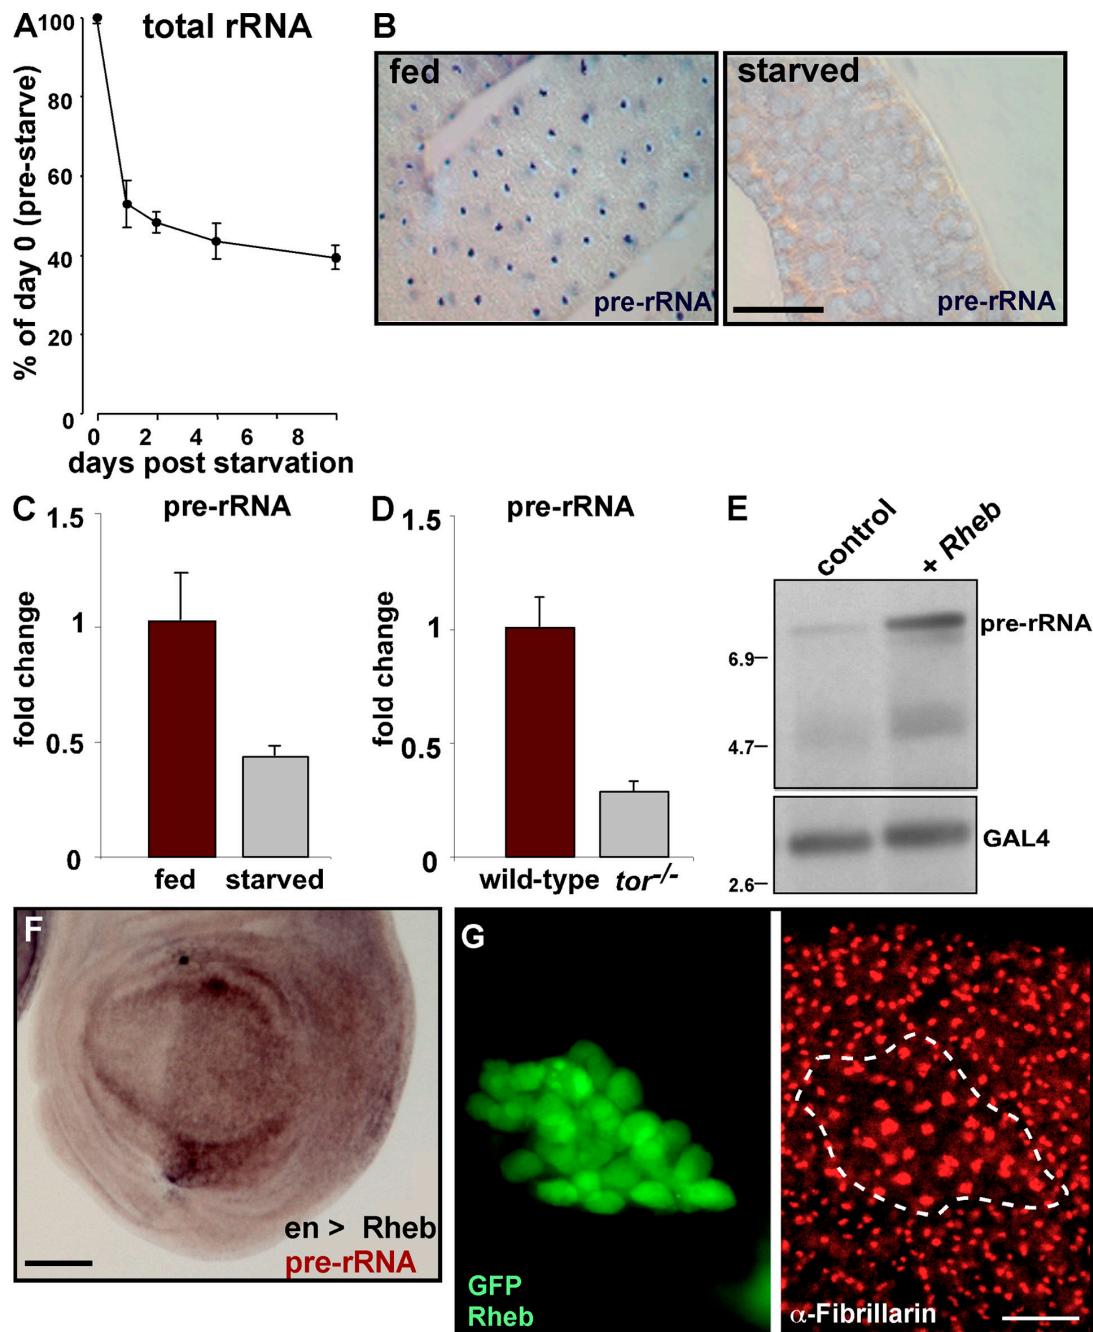 A
total rRNA
% of day 0 (pre-starve)
100
80
60
40
20
0
0 2 4 6 8
days post starvation
B
fed
pre-rRNA
starved
pre-rRNA
C
pre-rRNA
fold change
1.5
1
0.5
0
fed starved
D
pre-rRNA
fold change
1.5
1
0.5
0
wild-type tor-/-
E
control
+ Rheb
pre-rRNA
6.9
4.7
GAL4
2.6
F
en > Rheb
pre-rRNA
G
GFP
Rheb
α-Fibrillarin